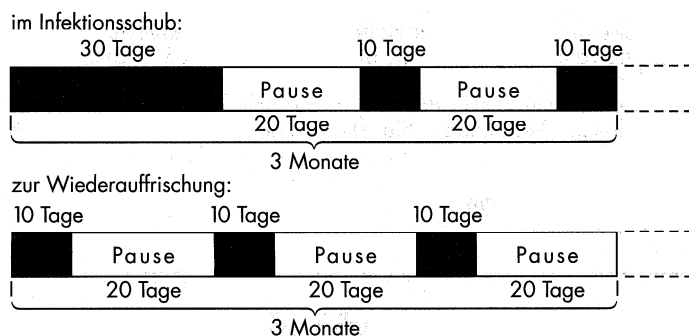 im Infektionsschub:
30 Tage 10 Tage 10 Tage
Pause Pause
20 Tage 20 Tage
3 Monate
zur Wiederauffrischung:
10 Tage 10 Tage 10 Tage
Pause Pause Pause
20 Tage 20 Tage 20 Tage
3 Monate